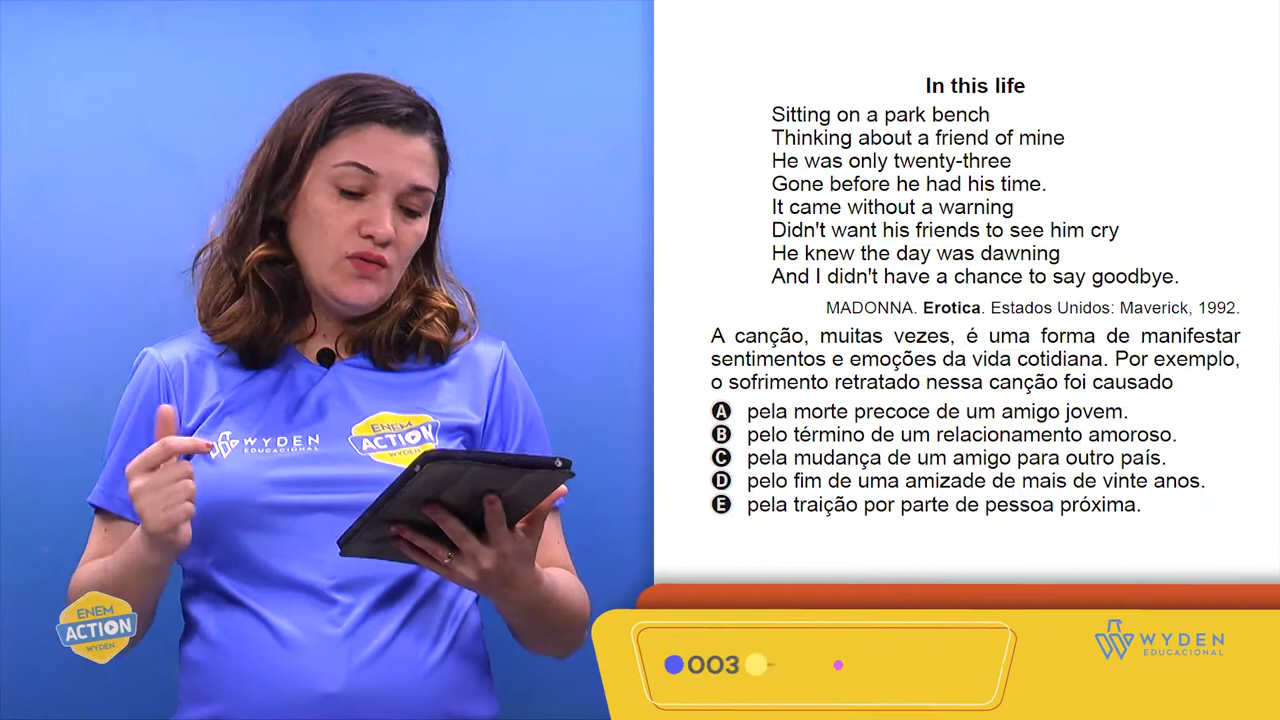 In this life
Sitting on a park bench
Thinking about a friend of mine
He was only twenty-three
Gone before he had his time.
It came without a warning
Didn't want his friends to see him cry
He knew the day was dawning
And I didn't have a chance to say goodbye.
MADONNA. Erotica. Estados Unidos: Maverick, 1992.
A canção, muitas vezes, é uma forma de manifestar
sentimentos e emoções da vida cotidiana. Por exemplo,
o sofrimento retratado nessa canção foi causado
A pela morte precoce de um amigo jovem.
B pelo término de um relacionamento amoroso.
C pela mudança de um amigo para outro país.
D pelo fim de uma amizade de mais de vinte anos.
E pela traição por parte de pessoa próxima.
WYDEN
EDUCACIONAL
ENEM
ACTION
WYDEN
ENEM
ACTION
WYDEN
003
WYDEN
EDUCACIONAL